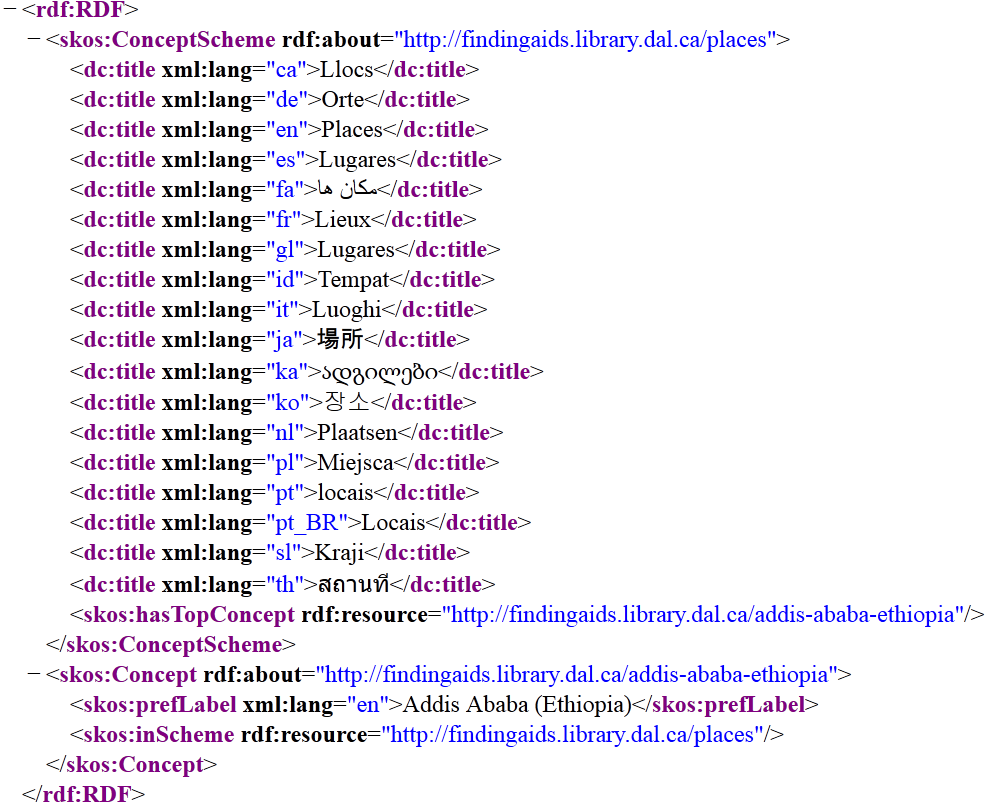 − <rdf:RDF>
− <skos:ConceptScheme rdf:about="http://findingaids.library.dal.ca/places">
<dc:title xml:lang="ca">Llocs</dc:title>
<dc:title xml:lang="de">Orte</dc:title>
<dc:title xml:lang="en">Places</dc:title>
<dc:title xml:lang="es">Lugares</dc:title>
<dc:title xml:lang="fa">مکان ها</dc:title>
<dc:title xml:lang="fr">Lieux</dc:title>
<dc:title xml:lang="gl">Lugares</dc:title>
<dc:title xml:lang="id">Tempat</dc:title>
<dc:title xml:lang="it">Luoghi</dc:title>
<dc:title xml:lang="ja">場所</dc:title>
<dc:title xml:lang="ka">ადგილები</dc:title>
<dc:title xml:lang="ko">장소</dc:title>
<dc:title xml:lang="nl">Plaatsen</dc:title>
<dc:title xml:lang="pl">Miejsca</dc:title>
<dc:title xml:lang="pt">locais</dc:title>
<dc:title xml:lang="pt_BR">Locais</dc:title>
<dc:title xml:lang="sl">Kraji</dc:title>
<dc:title xml:lang="th">สถานที่</dc:title>
<skos:hasTopConcept rdf:resource="http://findingaids.library.dal.ca/addis-ababa-ethiopia"/>
</skos:ConceptScheme>
− <skos:Concept rdf:about="http://findingaids.library.dal.ca/addis-ababa-ethiopia">
<skos:prefLabel xml:lang="en">Addis Ababa (Ethiopia)</skos:prefLabel>
<skos:inScheme rdf:resource="http://findingaids.library.dal.ca/places"/>
</skos:Concept>
</rdf:RDF>